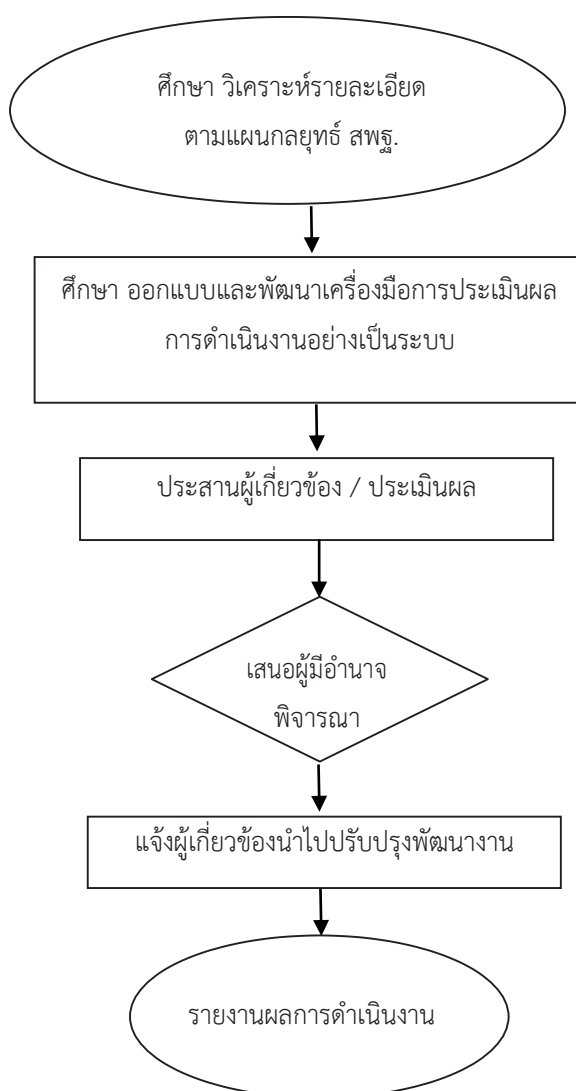 ศึกษา วิเคราะห์รายละเอียด
ตามแผนกลยุทธ์ สพฐ.
ศึกษา ออกแบบและพัฒนาเครื่องมือการประเมินผล
การดำเนินงานอย่างเป็นระบบ
ประสานผู้เกี่ยวข้อง / ประเมินผล
เสนอผู้มีอำนาจ
พิจารณา
แจ้งผู้เกี่ยวข้องนำไปปรับปรุงพัฒนางาน
รายงานผลการดำเนินงาน